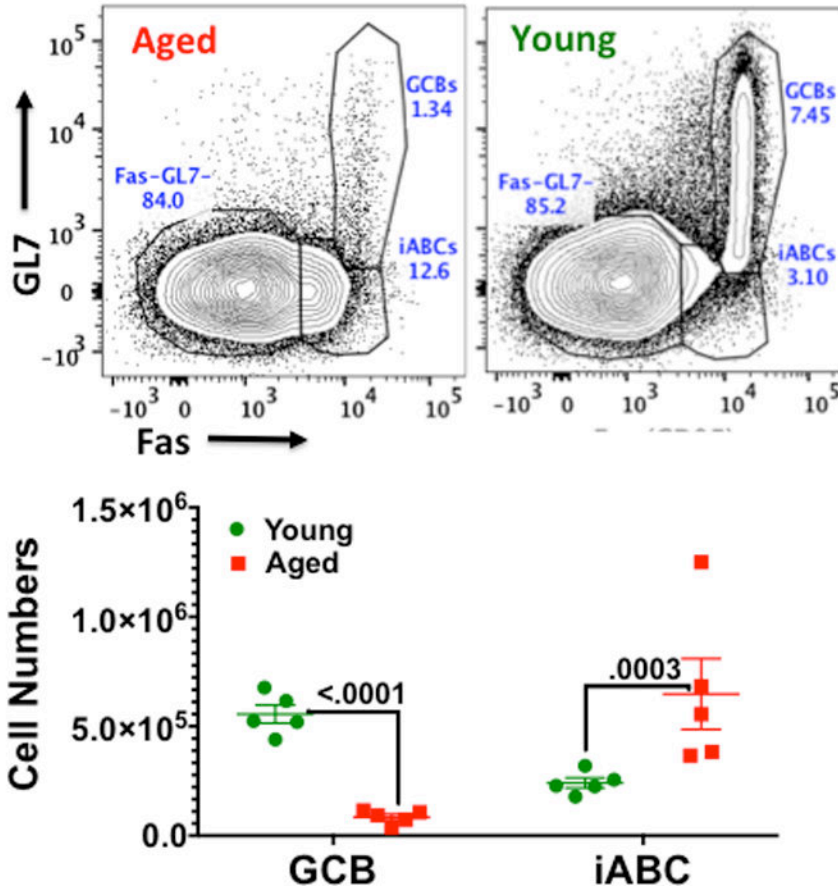 Aged
GL7
10^5
10^4
10^3
0
-10^3
GCBs
1.34
Fas-GL7-
84.0
iABCs
12.6
-10^3 0 10^3 10^4 10^5
Fas
Young
GCBs
7.45
Fas-GL7-
85.2
iABCs
3.10
-10^3 0 10^3 10^4 10^5
Cell Numbers
1.5×10^6
1.0×10^6
5.0×10^5
0.0
Young
Aged
<.0001
.0003
GCB iABC